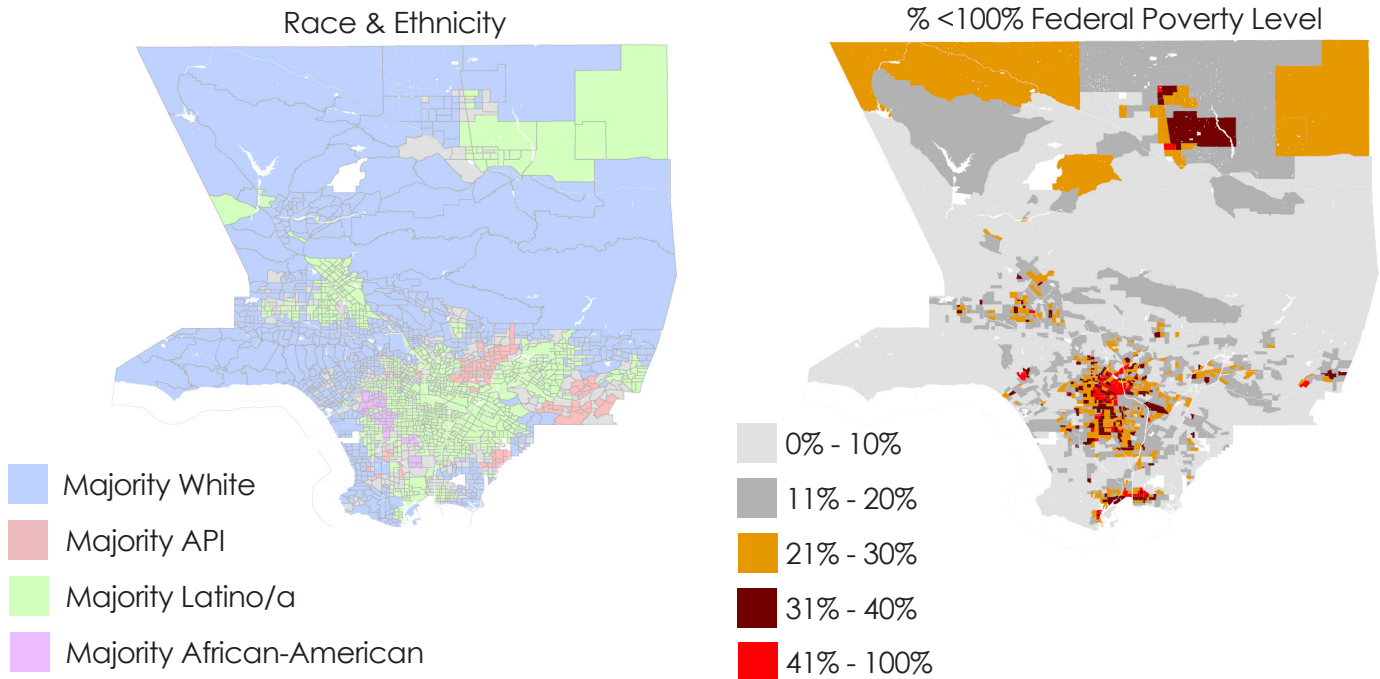 Race & Ethnicity
Majority White
Majority API
Majority Latino/a
Majority African-American
% <100% Federal Poverty Level
0% - 10%
11% - 20%
21% - 30%
31% - 40%
41% - 100%